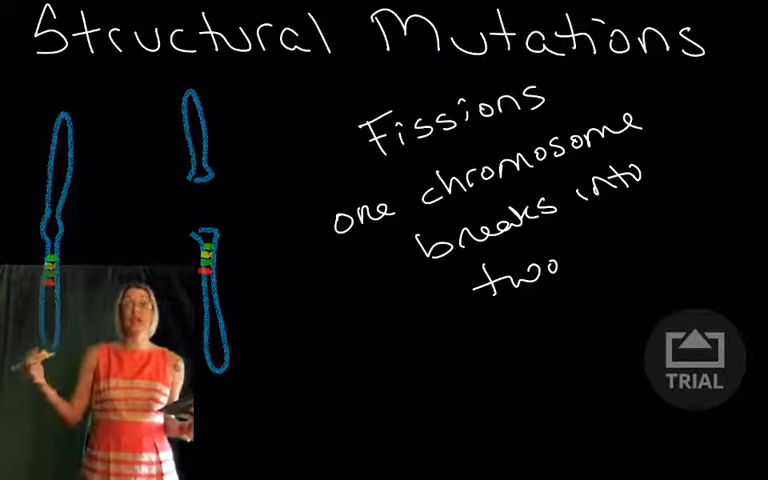 Structural Mutations
Fissions
one chromosome
breaks into
two
TRIAL